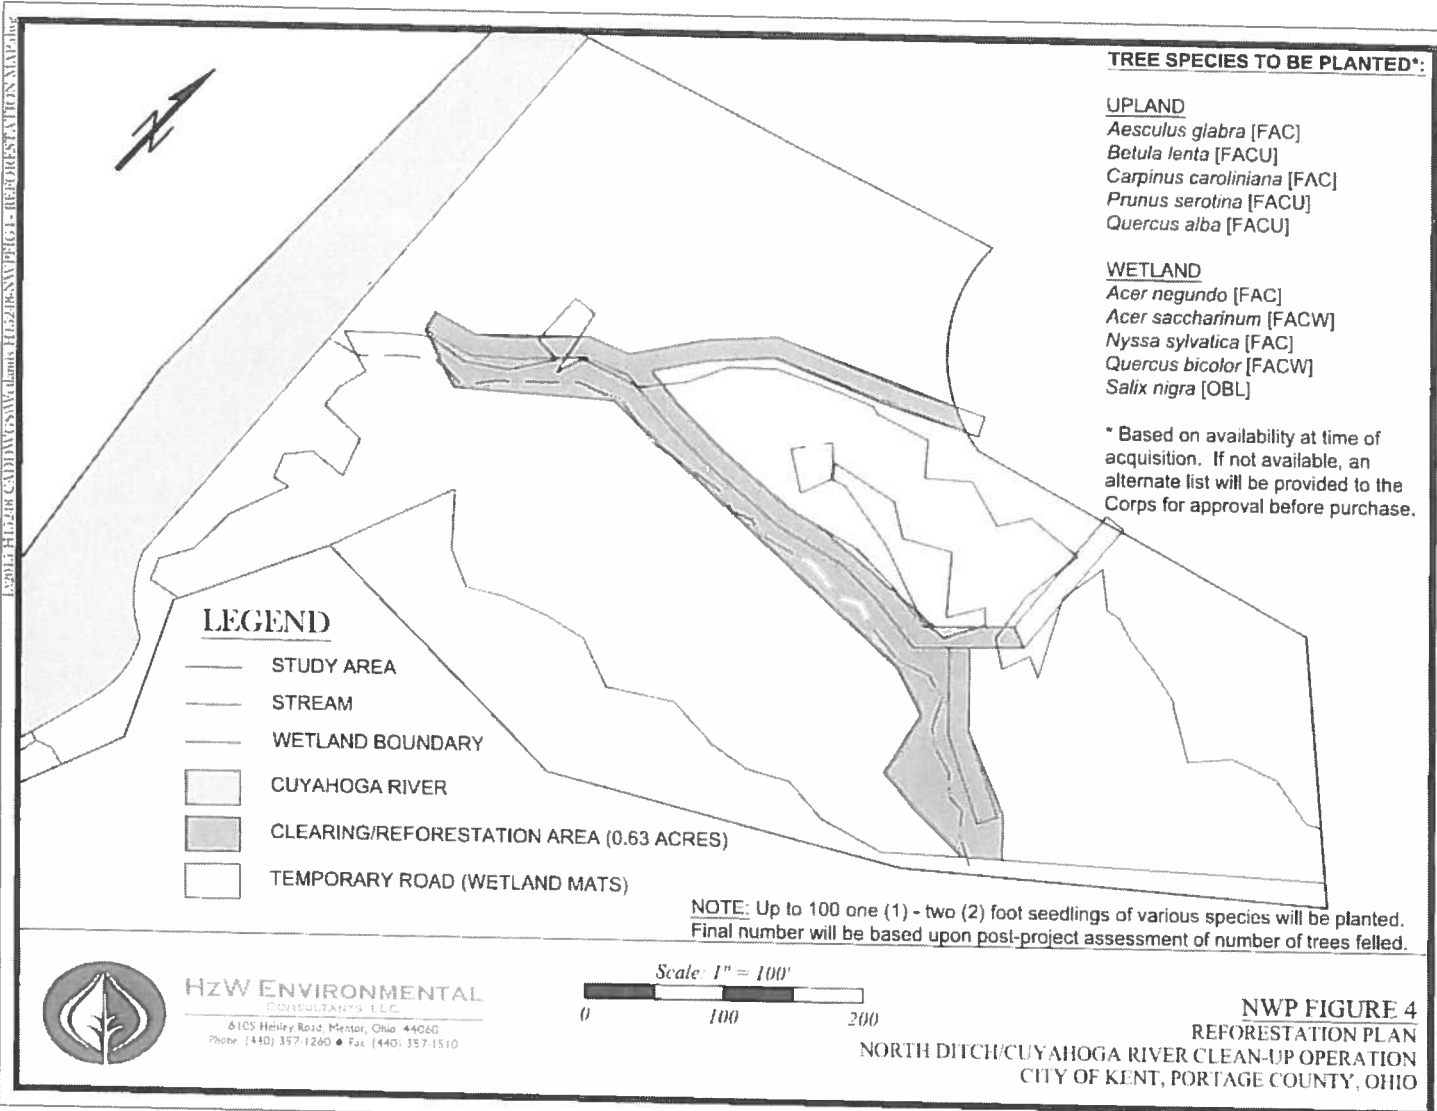 TREE SPECIES TO BE PLANTED*:
UPLAND
Aesculus glabra [FAC]
Betula lenta [FACU]
Carpinus caroliniana [FAC]
Prunus serotina [FACU]
Quercus alba [FACU]
WETLAND
Acer negundo [FAC]
Acer saccharinum [FACW]
Nyssa sylvatica [FAC]
Quercus bicolor [FACW]
Salix nigra [OBL]
* Based on availability at time of
acquisition. If not available, an
alternate list will be provided to the
Corps for approval before purchase.
LEGEND
STUDY AREA
STREAM
WETLAND BOUNDARY
CUYAHOGA RIVER
CLEARING/REFORESTATION AREA (0.63 ACRES)
TEMPORARY ROAD (WETLAND MATS)
NOTE: Up to 100 one (1) - two (2) foot seedlings of various species will be planted.
Final number will be based upon post-project assessment of number of trees felled.
HZW ENVIRONMENTAL
CONSULTANTS, LLC
6105 Heisley Road, Mentor, Ohio 44060
Phone (440) 357-1260 ● Fax (440) 357-1510
Scale: 1" = 100'
0 100 200
NWP FIGURE 4
REFORESTATION PLAN
NORTH DITCH/CUYAHOGA RIVER CLEAN-UP OPERATION
CITY OF KENT, PORTAGE COUNTY, OHIO